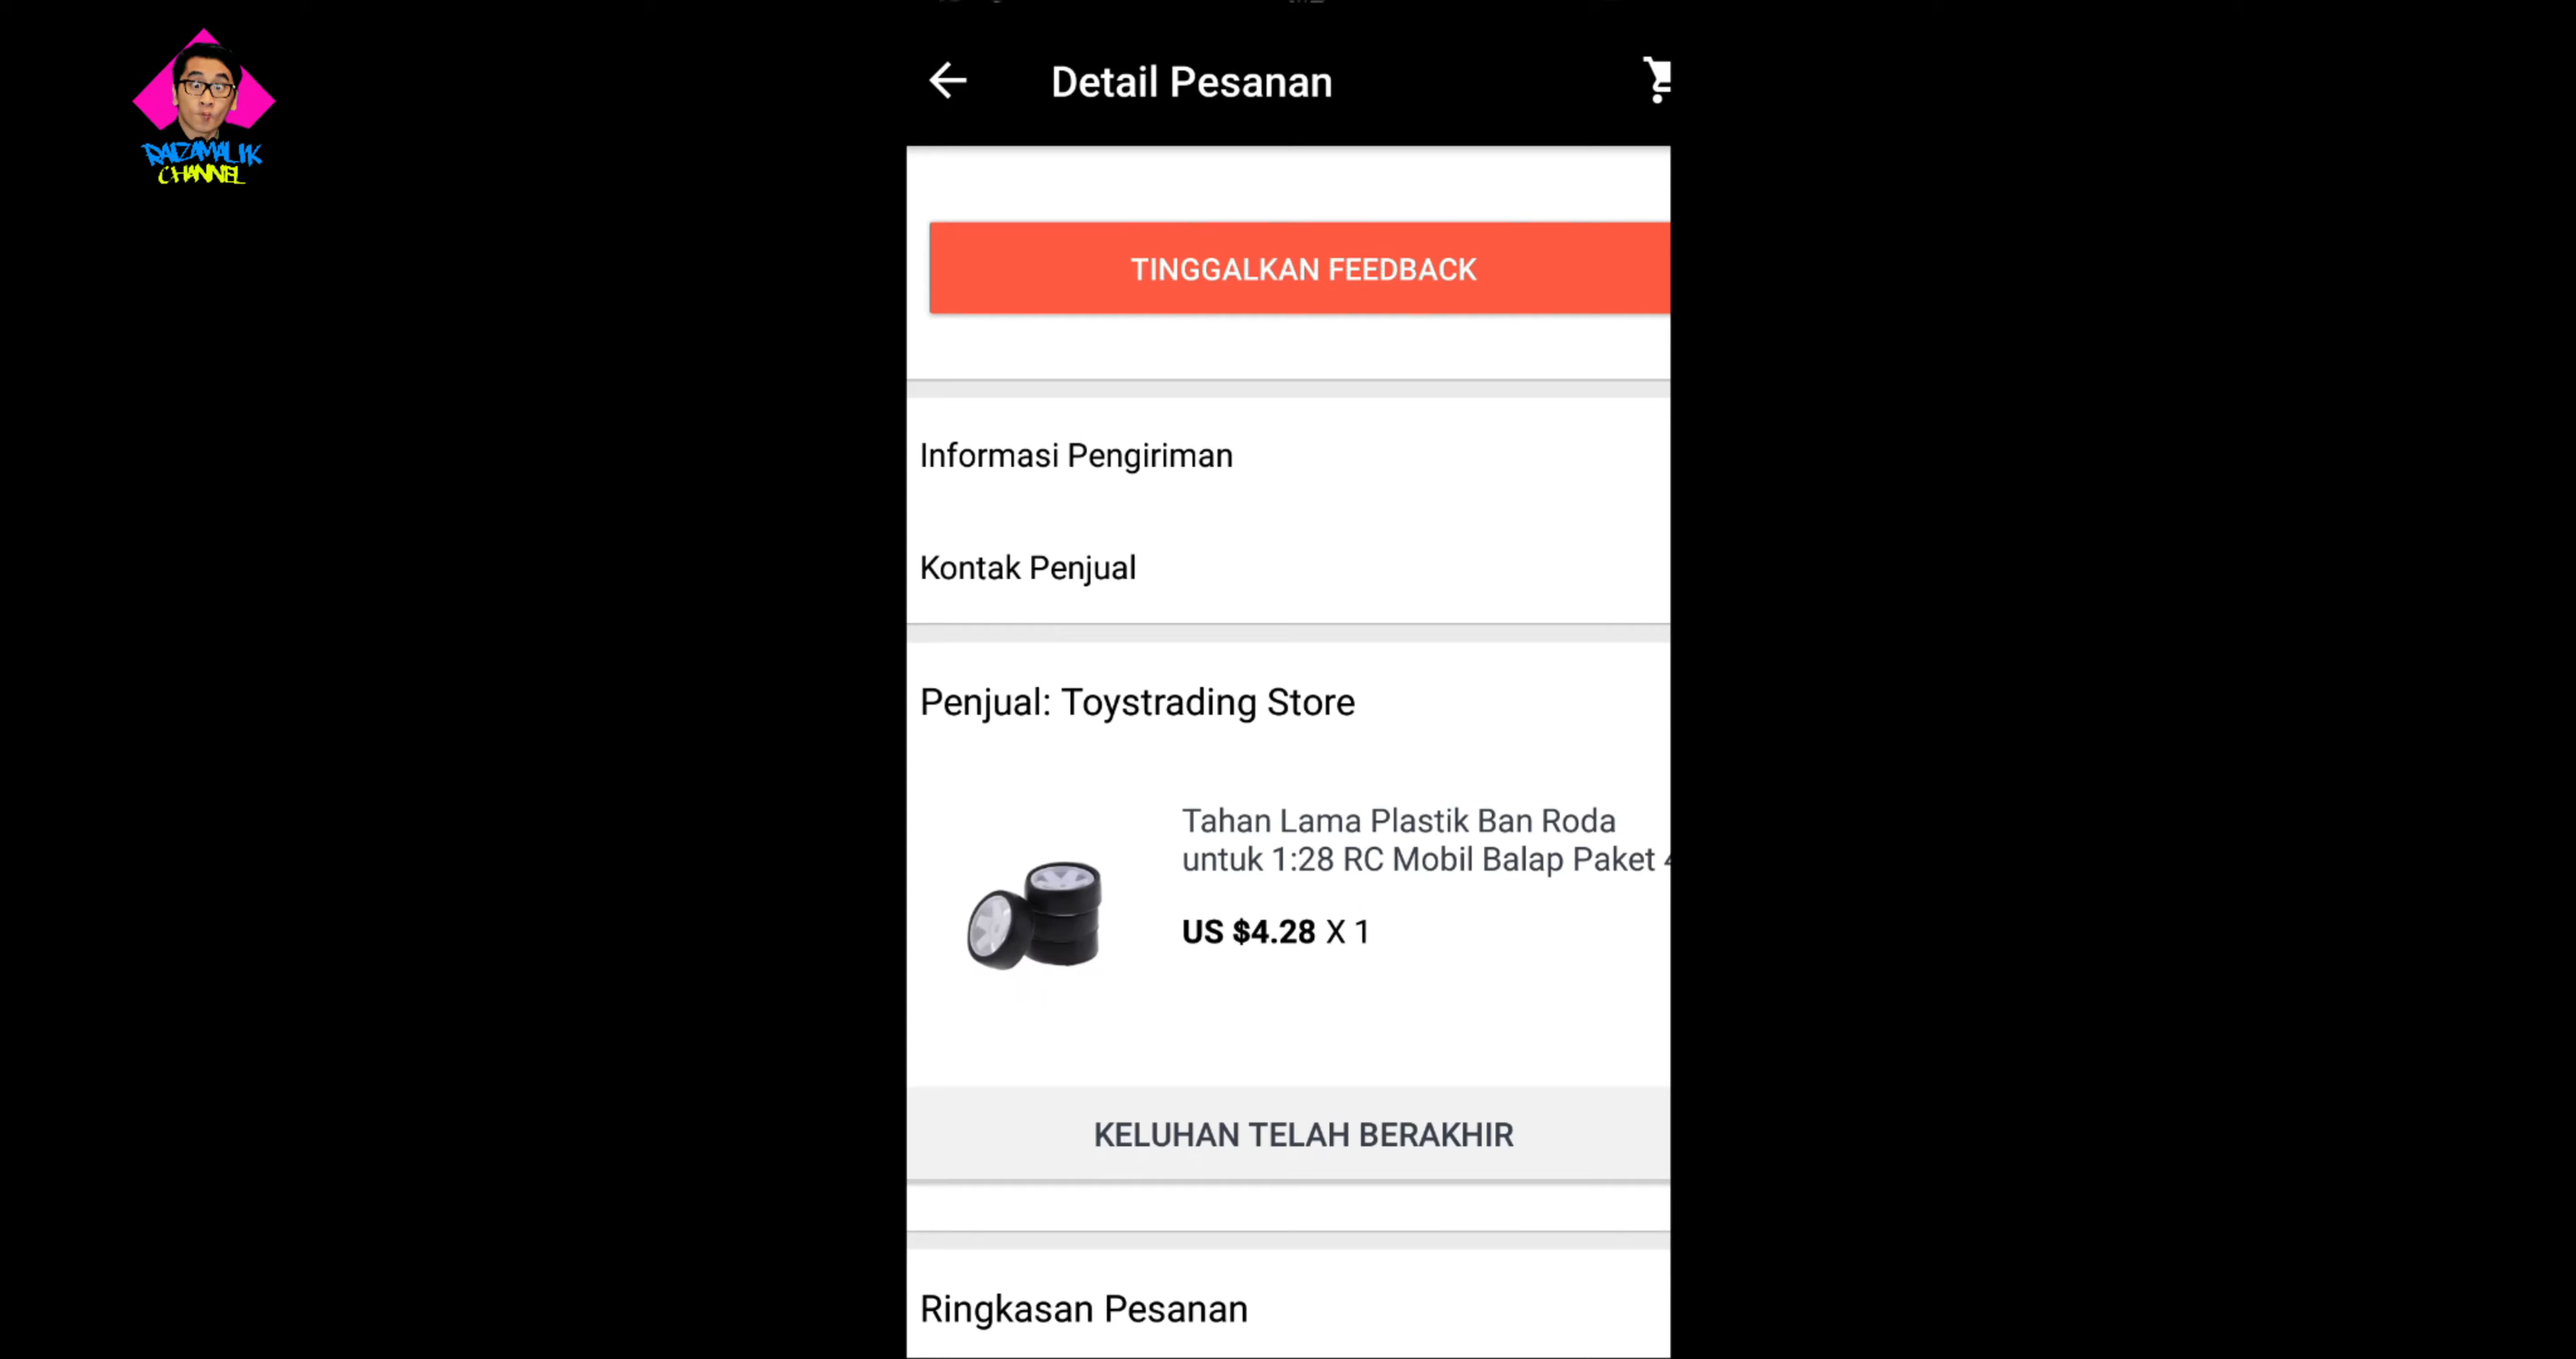 RAIZAMALIK
CHANNEL
Detail Pesanan
TINGGALKAN FEEDBACK
Informasi Pengiriman
Kontak Penjual
Penjual: Toystrading Store
Tahan Lama Plastik Ban Roda
untuk 1:28 RC Mobil Balap Paket
US $4.28 X 1
KELUHAN TELAH BERAKHIR
Ringkasan Pesanan